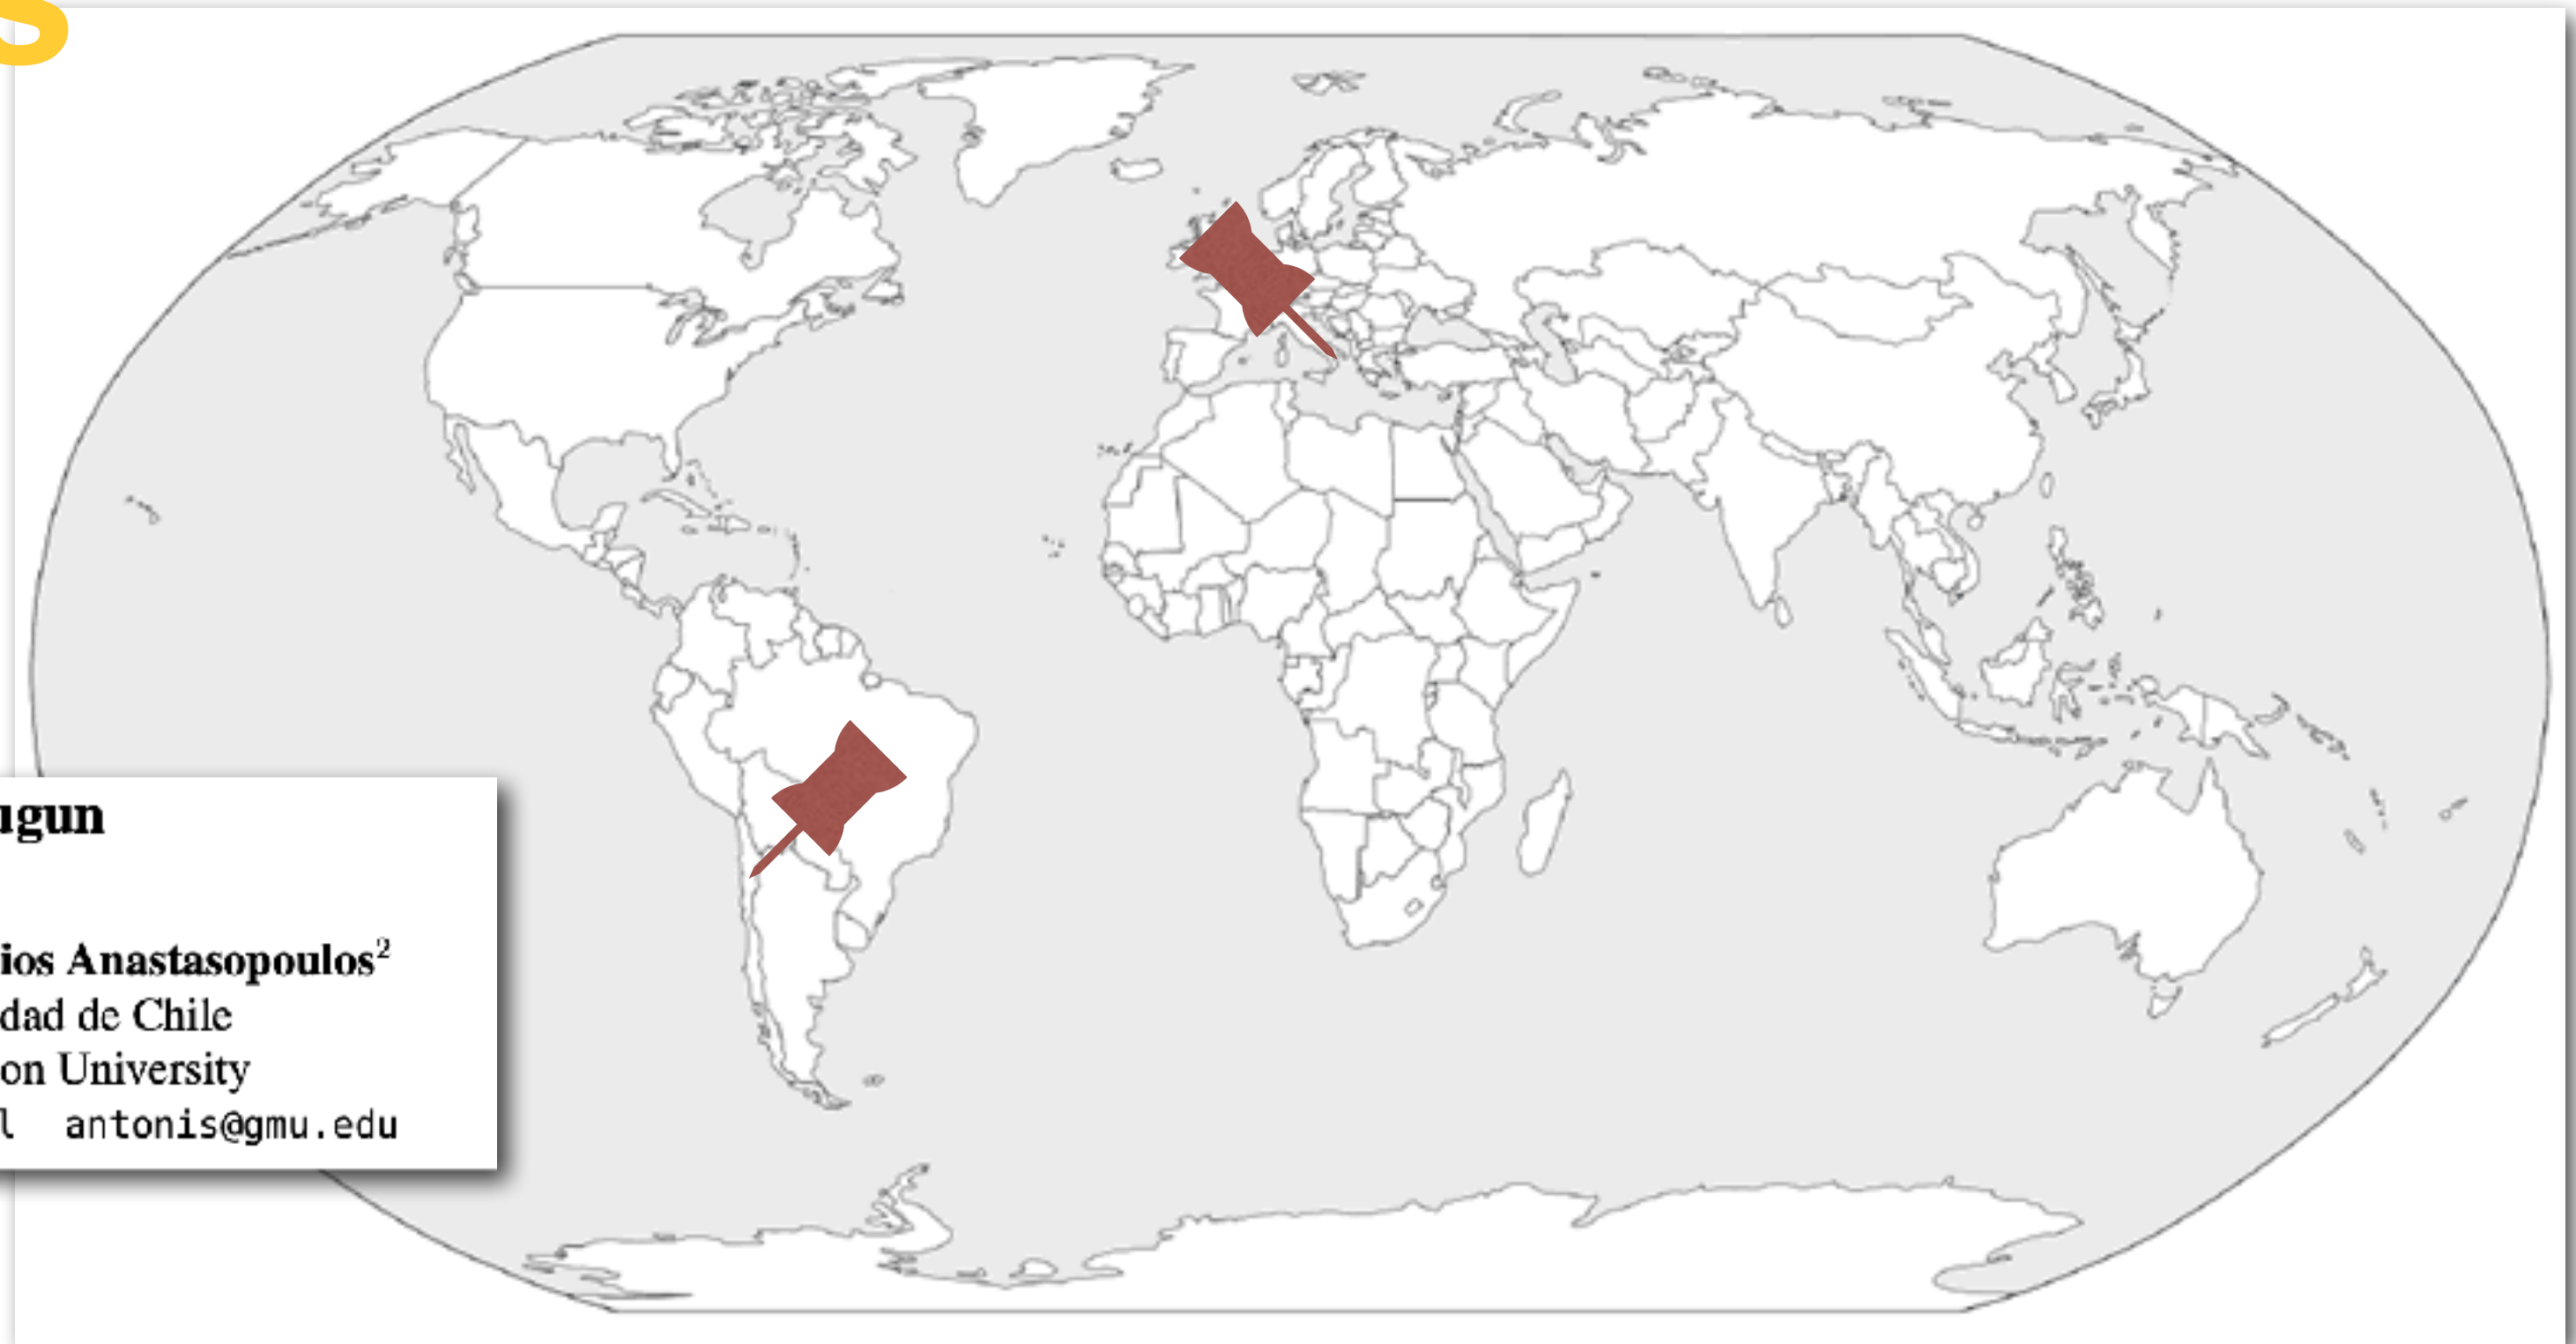 s
ugun
ios Anastasopoulos²
dad de Chile
on University
l antonis@gmu.edu